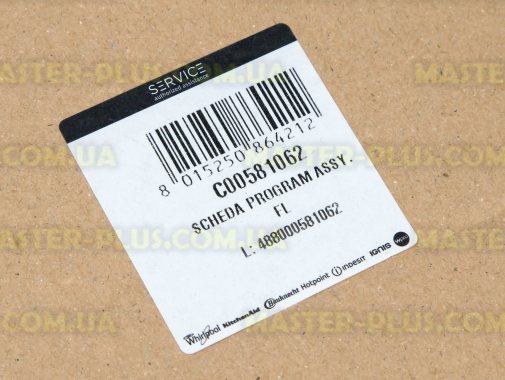 SERVICE
authorized assistance
8 015250 864212
C00581062
SCHEDA PROGRAM ASSY.
FL
L: 488000581062
Whirlpool KitchenAid Bauknecht Hotpoint indesit IGNIS
MASTER-PLUS.COM.UA